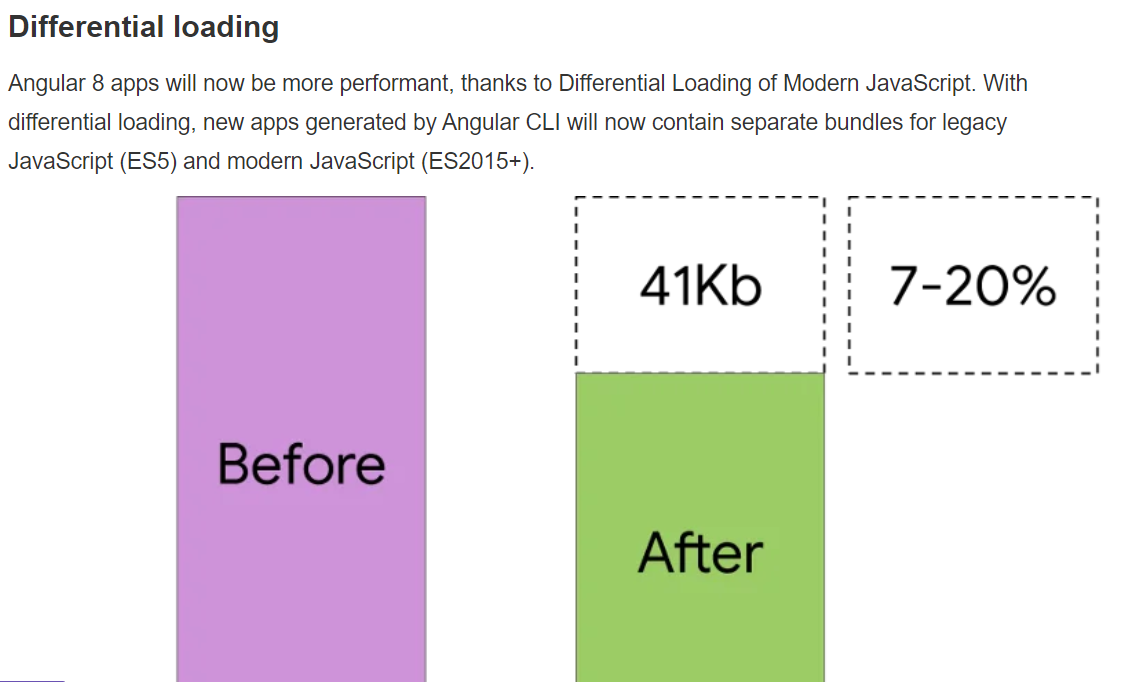 Differential loading
Angular 8 apps will now be more performant, thanks to Differential Loading of Modern JavaScript. With
differential loading, new apps generated by Angular CLI will now contain separate bundles for legacy
JavaScript (ES5) and modern JavaScript (ES2015+).
41Kb
7-20%
Before
After